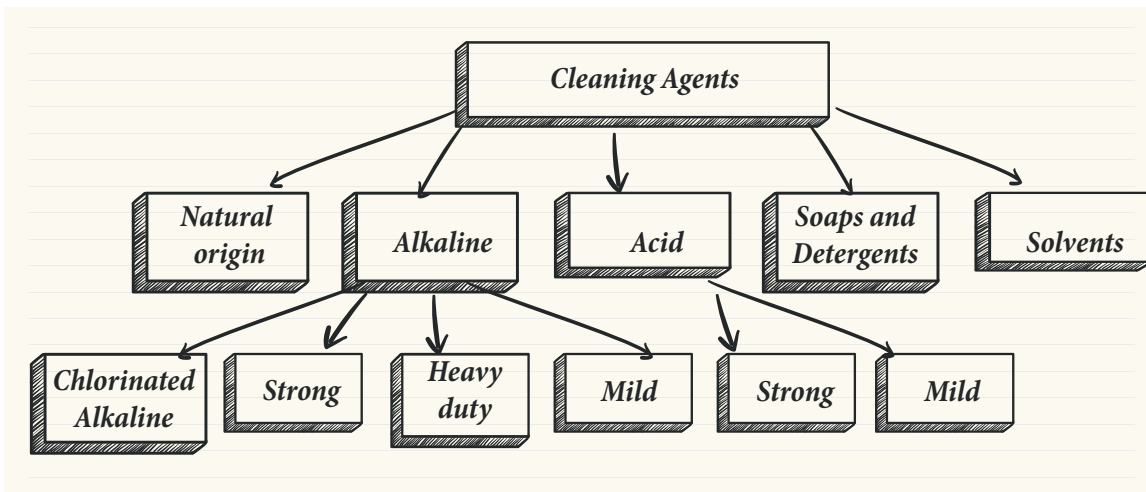 Cleaning Agents
Natural
origin
Alkaline
Acid
Soaps and
Detergents
Solvents
Chlorinated
Alkaline
Strong
Heavy
duty
Mild
Strong
Mild